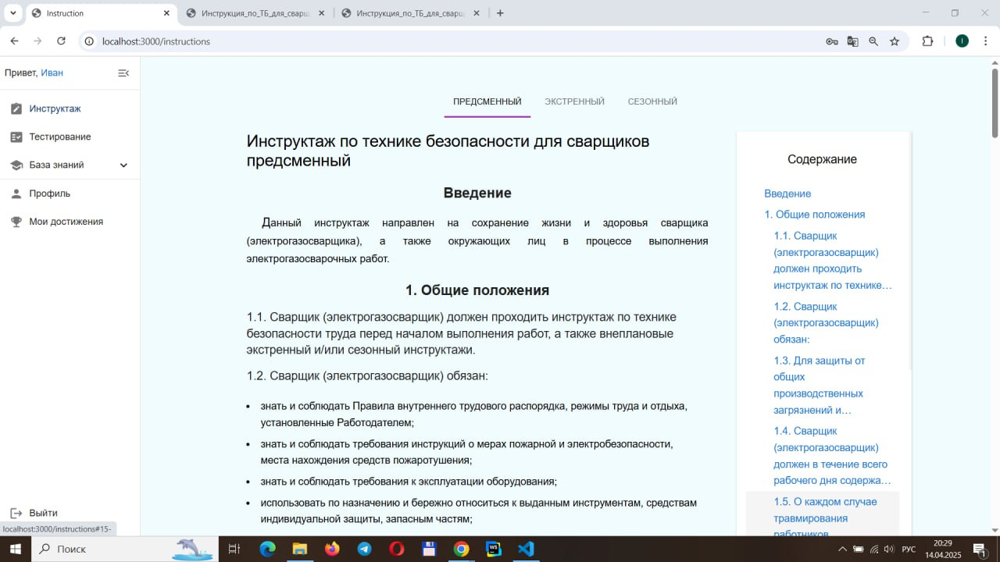 Instruction
Инструкция_по_ТБ_для_сварщ
Инструкция_по_ТБ_для_сварщ
localhost:3000/instructions
I
Привет, Иван
Инструктаж
Тестирование
База знаний
Профиль
Мои достижения
Выйти
localhost:3000/instructions#15-
ПРЕДСМЕННЫЙ
ЭКСТРЕННЫЙ
СЕЗОННЫЙ
Инструктаж по технике безопасности для сварщиков
предсменный
Введение
Данный инструктаж направлен на сохранение жизни и здоровья сварщика
(электрогазосварщика), а также окружающих лиц в процессе выполнения
электрогазосварочных работ.
1. Общие положения
1.1. Сварщик (электрогазосварщик) должен проходить инструктаж по технике
безопасности труда перед началом выполнения работ, а также внеплановые
экстренный и/или сезонный инструктажи.
1.2. Сварщик (электрогазосварщик) обязан:
• знать и соблюдать Правила внутреннего трудового распорядка, режимы труда и отдыха,
установленные Работодателем;
• знать и соблюдать требования инструкций о мерах пожарной и электробезопасности,
места нахождения средств пожаротушения;
• знать и соблюдать требования к эксплуатации оборудования;
• использовать по назначению и бережно относиться к выданным инструментам, средствам
индивидуальной защиты, запасным частям;
Содержание
Введение
1. Общие положения
1.1. Сварщик
(электрогазосварщик)
должен проходить
инструктаж по технике…
1.2. Сварщик
(электрогазосварщик)
обязан:
1.3. Для защиты от
общих
производственных
загрязнений и…
1.4. Сварщик
(электрогазосварщик)
должен в течение всего
рабочего дня содержа…
1.5. О каждом случае
травмирования
работников
Поиск
WS
РУС
20:29
14.04.2025
1